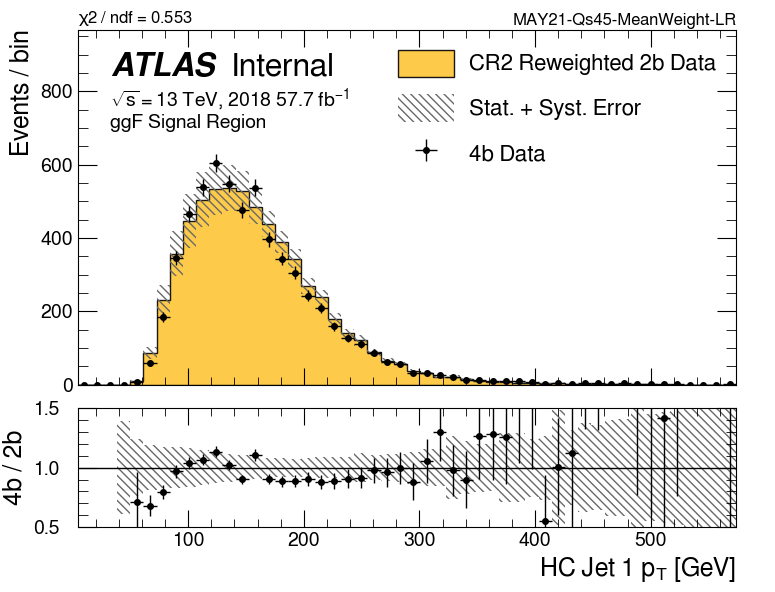 χ² / ndf = 0.553
MAY21-Qs45-MeanWeight-LR
ATLAS Internal
√s = 13 TeV, 2018 57.7 fb⁻¹
ggF Signal Region
CR2 Reweighted 2b Data
Stat. + Syst. Error
4b Data
Events / bin
800
600
400
200
0
4b / 2b
1.5
1.0
0.5
100 200 300 400 500
HC Jet 1 p_T [GeV]